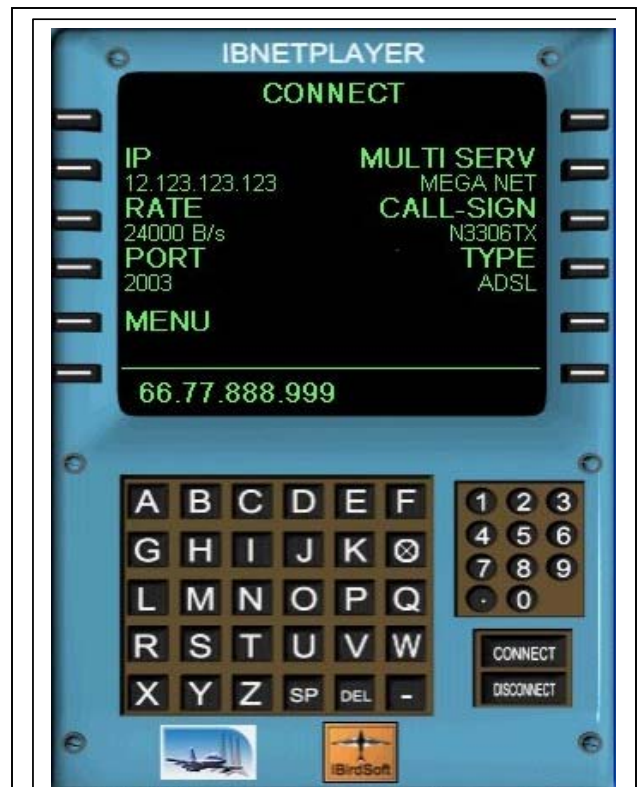 IBNETPLAYER
CONNECT
IP MULTI SERV
12.123.123.123 MEGA NET
RATE CALL-SIGN
24000 B/s N3306TX
PORT TYPE
2003 ADSL
MENU
66.77.888.999
A B C D E F
G H I J K
L M N O P Q
R S T U V W
X Y Z SP DEL -
1 2 3
4 5 6
7 8 9
. 0
CONNECT
DISCONNECT
IBirdSoft